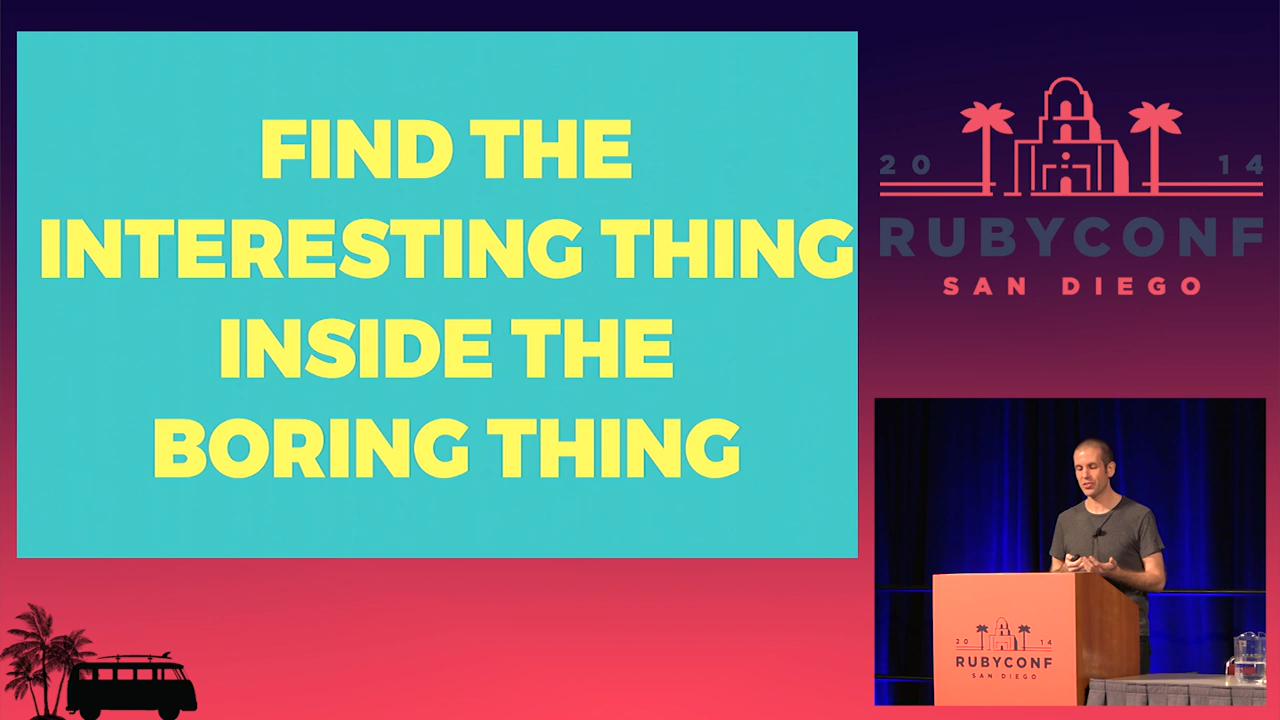 FIND THE
INTERESTING THING
INSIDE THE
BORING THING
20 14
RUBYCONF
SAN DIEGO
20 14
RUBYCONF
SAN DIEGO